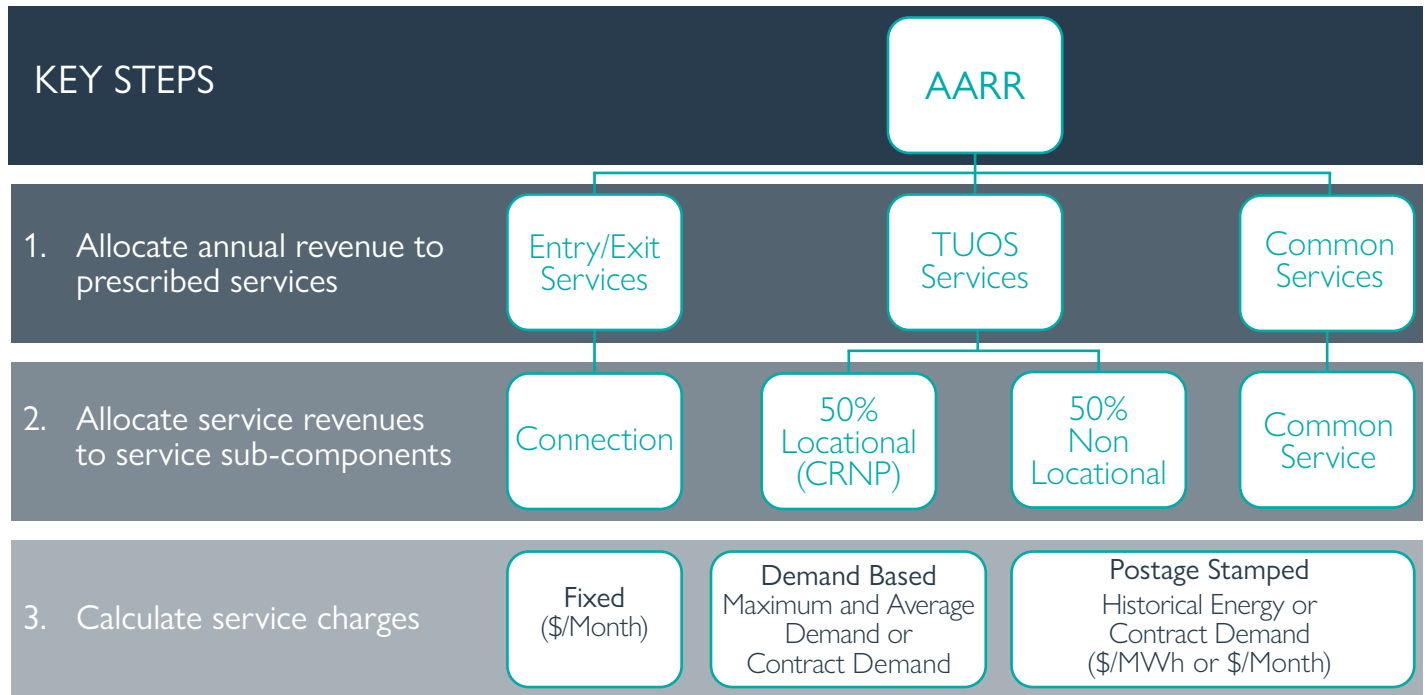 KEY STEPS
AARR
1. Allocate annual revenue to
prescribed services
Entry/Exit
Services
TUOS
Services
Common
Services
2. Allocate service revenues
to service sub-components
Connection
50%
Locational
(CRNP)
50%
Non
Locational
Common
Service
3. Calculate service charges
Fixed
($/Month)
Demand Based
Maximum and Average
Demand or
Contract Demand
Postage Stamped
Historical Energy or
Contract Demand
($/MWh or $/Month)